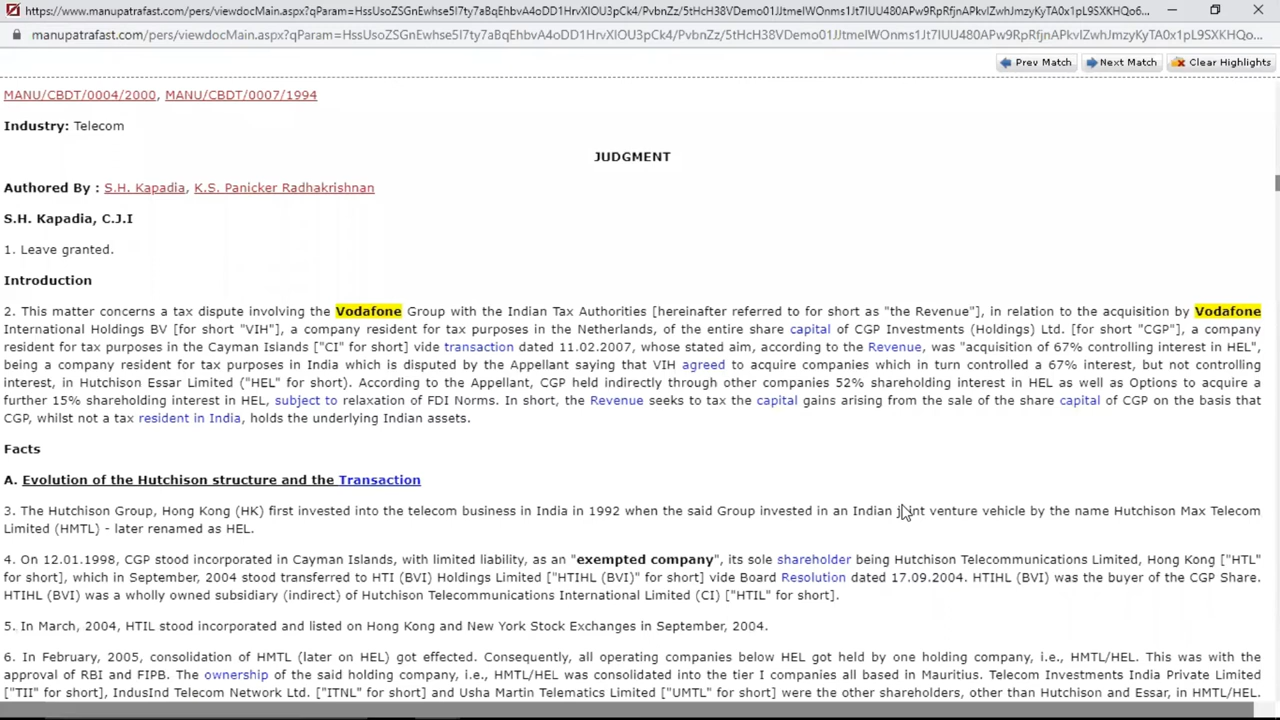 https://www.manupatrafast.com/pers/viewdocMain.aspx?qParam=HssUsoZSGnEwhse5I7ty7aBqEhbvA4oDD1HrvXIOU3pCk4/PvbnZz/5tHcH38VDemo01JJtmeIWOnms1Jt7IUU480APw9RpRfjnAPkvIZwhJmzyKyTA0x1pL9SXKHQo6...
manupatrafast.com/pers/viewdocMain.aspx?qParam=HssUsoZSGnEwhse5I7ty7aBqEhbvA4oDD1HrvXIOU3pCk4/PvbnZz/5tHcH38VDemo01JJtmeIWOnms1Jt7IUU480APw9RpRfjnAPkvIZwhJmzyKyTA0x1pL9SXKHQo...
Prev Match Next Match Clear Highlights
MANU/CBDT/0004/2000, MANU/CBDT/0007/1994
Industry: Telecom
JUDGMENT
Authored By : S.H. Kapadia, K.S. Panicker Radhakrishnan
S.H. Kapadia, C.J.I
1. Leave granted.
Introduction
2. This matter concerns a tax dispute involving the Vodafone Group with the Indian Tax Authorities [hereinafter referred to for short as "the Revenue"], in relation to the acquisition by Vodafone
International Holdings BV [for short "VIH"], a company resident for tax purposes in the Netherlands, of the entire share capital of CGP Investments (Holdings) Ltd. [for short "CGP"], a company
resident for tax purposes in the Cayman Islands ["CI" for short] vide transaction dated 11.02.2007, whose stated aim, according to the Revenue, was "acquisition of 67% controlling interest in HEL",
being a company resident for tax purposes in India which is disputed by the Appellant saying that VIH agreed to acquire companies which in turn controlled a 67% interest, but not controlling
interest, in Hutchison Essar Limited ("HEL" for short). According to the Appellant, CGP held indirectly through other companies 52% shareholding interest in HEL as well as Options to acquire a
further 15% shareholding interest in HEL, subject to relaxation of FDI Norms. In short, the Revenue seeks to tax the capital gains arising from the sale of the share capital of CGP on the basis that
CGP, whilst not a tax resident in India, holds the underlying Indian assets.
Facts
A. Evolution of the Hutchison structure and the Transaction
3. The Hutchison Group, Hong Kong (HK) first invested into the telecom business in India in 1992 when the said Group invested in an Indian joint venture vehicle by the name Hutchison Max Telecom
Limited (HMTL) - later renamed as HEL.
4. On 12.01.1998, CGP stood incorporated in Cayman Islands, with limited liability, as an "exempted company", its sole shareholder being Hutchison Telecommunications Limited, Hong Kong ["HTL"
for short], which in September, 2004 stood transferred to HTI (BVI) Holdings Limited ["HTIHL (BVI)" for short] vide Board Resolution dated 17.09.2004. HTIHL (BVI) was the buyer of the CGP Share.
HTIHL (BVI) was a wholly owned subsidiary (indirect) of Hutchison Telecommunications International Limited (CI) ["HTIL" for short].
5. In March, 2004, HTIL stood incorporated and listed on Hong Kong and New York Stock Exchanges in September, 2004.
6. In February, 2005, consolidation of HMTL (later on HEL) got effected. Consequently, all operating companies below HEL got held by one holding company, i.e., HMTL/HEL. This was with the
approval of RBI and FIPB. The ownership of the said holding company, i.e., HMTL/HEL was consolidated into the tier I companies all based in Mauritius. Telecom Investments India Private Limited
["TII" for short], IndusInd Telecom Network Ltd. ["ITNL" for short] and Usha Martin Telematics Limited ["UMTL" for short] were the other shareholders, other than Hutchison and Essar, in HMTL/HEL.